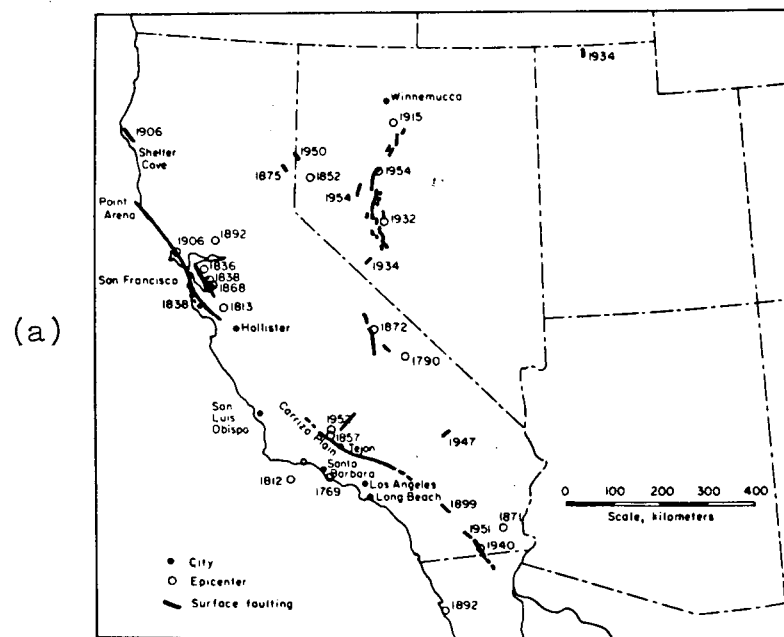 1934
Winnemucca
1915
1906
Shelter
Cove
1950
1875
1852
1954
1954
Point
Arena
1932
1892
1906
1836
1934
San Francisco
1838
1868
1838
1813
(a)
Hollister
1872
1790
San
Luis
Obispo
Carriza Plain
1952
1857
Tejon
1947
Santa
Barbara
1812
1769
Los Angeles
Long Beach
0 100 200 300 400
Scale, kilometers
1899
1871
1951
1940
City
Epicenter
Surface faulting
1892